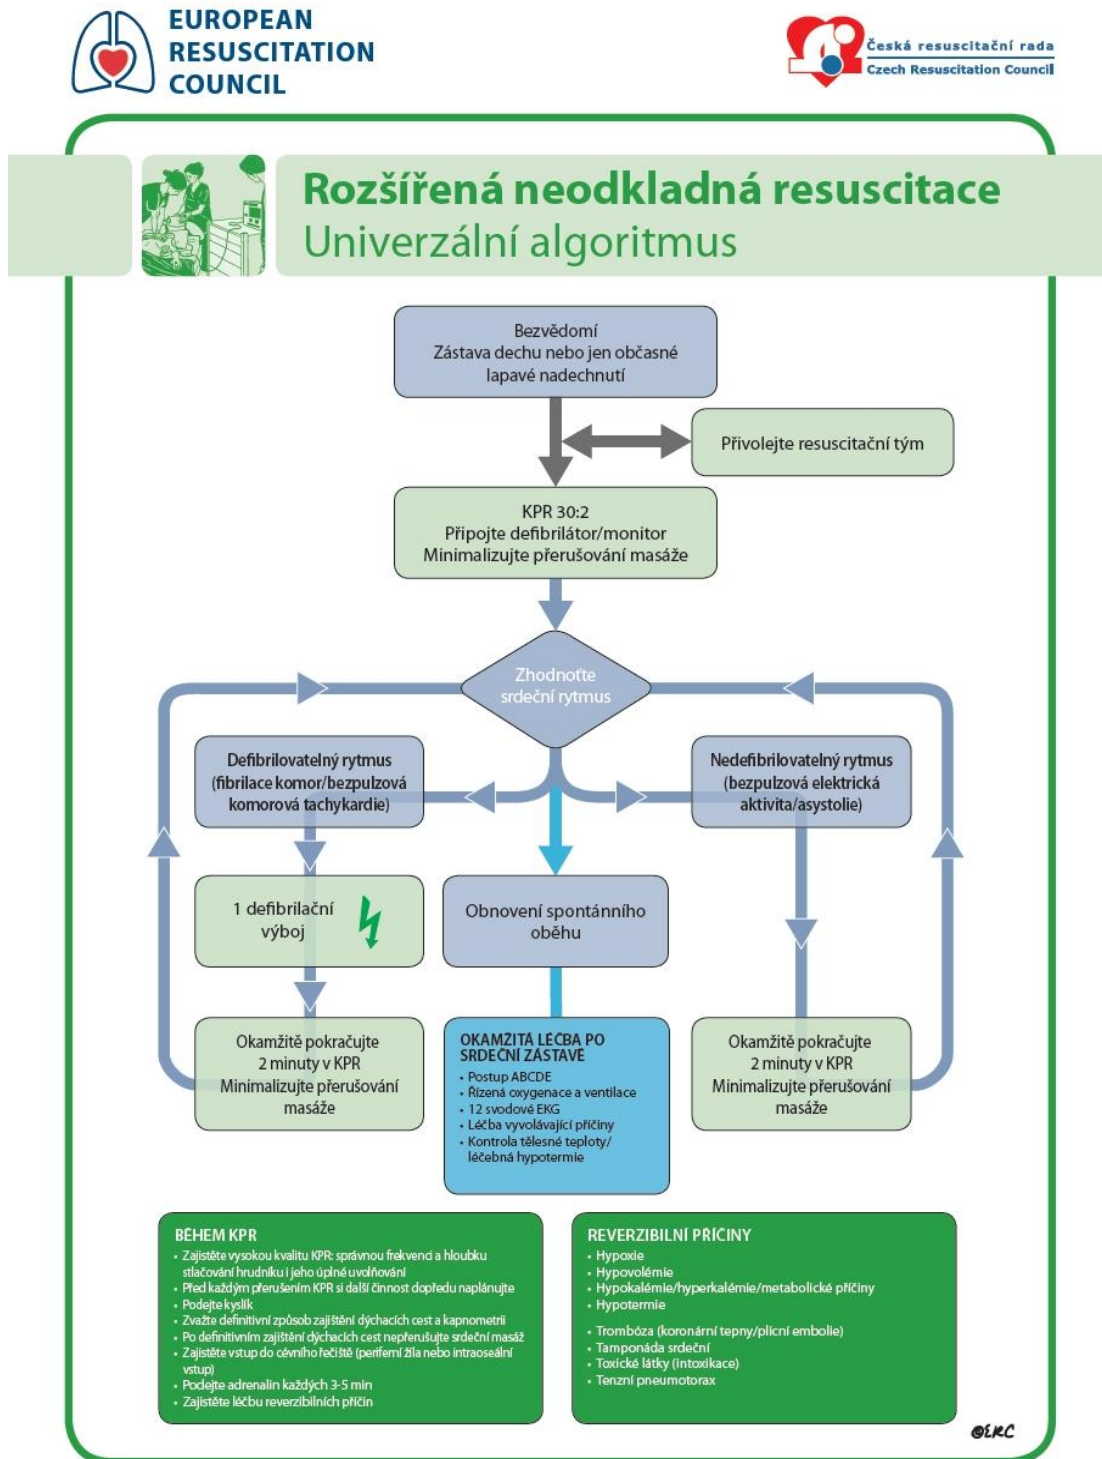 EUROPEAN
RESUSCITATION
COUNCIL
Česká resuscitační rada
Czech Resuscitation Council
Rozšířená neodkladná resuscitace
Univerzální algoritmus
Bezvědomí
Zástava dechu nebo jen občasné
lapavé nadechnutí
Přivolejte resuscitační tým
KPR 30:2
Připojte defibrilátor/monitor
Minimalizujte přerušování masáže
Zhodnoťte
srdeční rytmus
Defibrilovatelný rytmus
(fibrilace komor/bezpulzová
komorová tachykardie)
Nedefibrilovatelný rytmus
(bezpulzová elektrická
aktivita/asystolie)
1 defibrilační
výboj
Obnovení spontánního
oběhu
Okamžitě pokračujte
2 minuty v KPR
Minimalizujte přerušování
masáže
OKAMŽITÁ LÉČBA PO
SRDEČNÍ ZÁSTAVĚ
• Postup ABCDE
• Řízená oxygenace a ventilace
• 12 svodové EKG
• Léčba vyvolávající příčiny
• Kontrola tělesné teploty/
léčebná hypotermie
Okamžitě pokračujte
2 minuty v KPR
Minimalizujte přerušování
masáže
BĚHEM KPR
• Zajistěte vysokou kvalitu KPR: správnou frekvenci a hloubku
stlačování hrudníku i jeho úplné uvolňování
• Před každým přerušením KPR si další činnost dopředu naplánujte
• Podejte kyslík
• Zvažte definitivní způsob zajištění dýchacích cest a kapnometrii
• Po definitivním zajištění dýchacích cest nepřerušujte srdeční masáž
• Zajistěte vstup do cévního řečiště (periferní žíla nebo intraoseální
vstup)
• Podejte adrenalin každých 3-5 min
• Zajistěte léčbu reverzibilních příčin
REVERZIBILNÍ PŘÍČINY
• Hypoxie
• Hypovolémie
• Hypokalémie/hyperkalémie/metabolické příčiny
• Hypotermie
• Trombóza (koronární tepny/plicní embolie)
• Tamponáda srdeční
• Toxické látky (intoxikace)
• Tenzní pneumotorax
©ERC